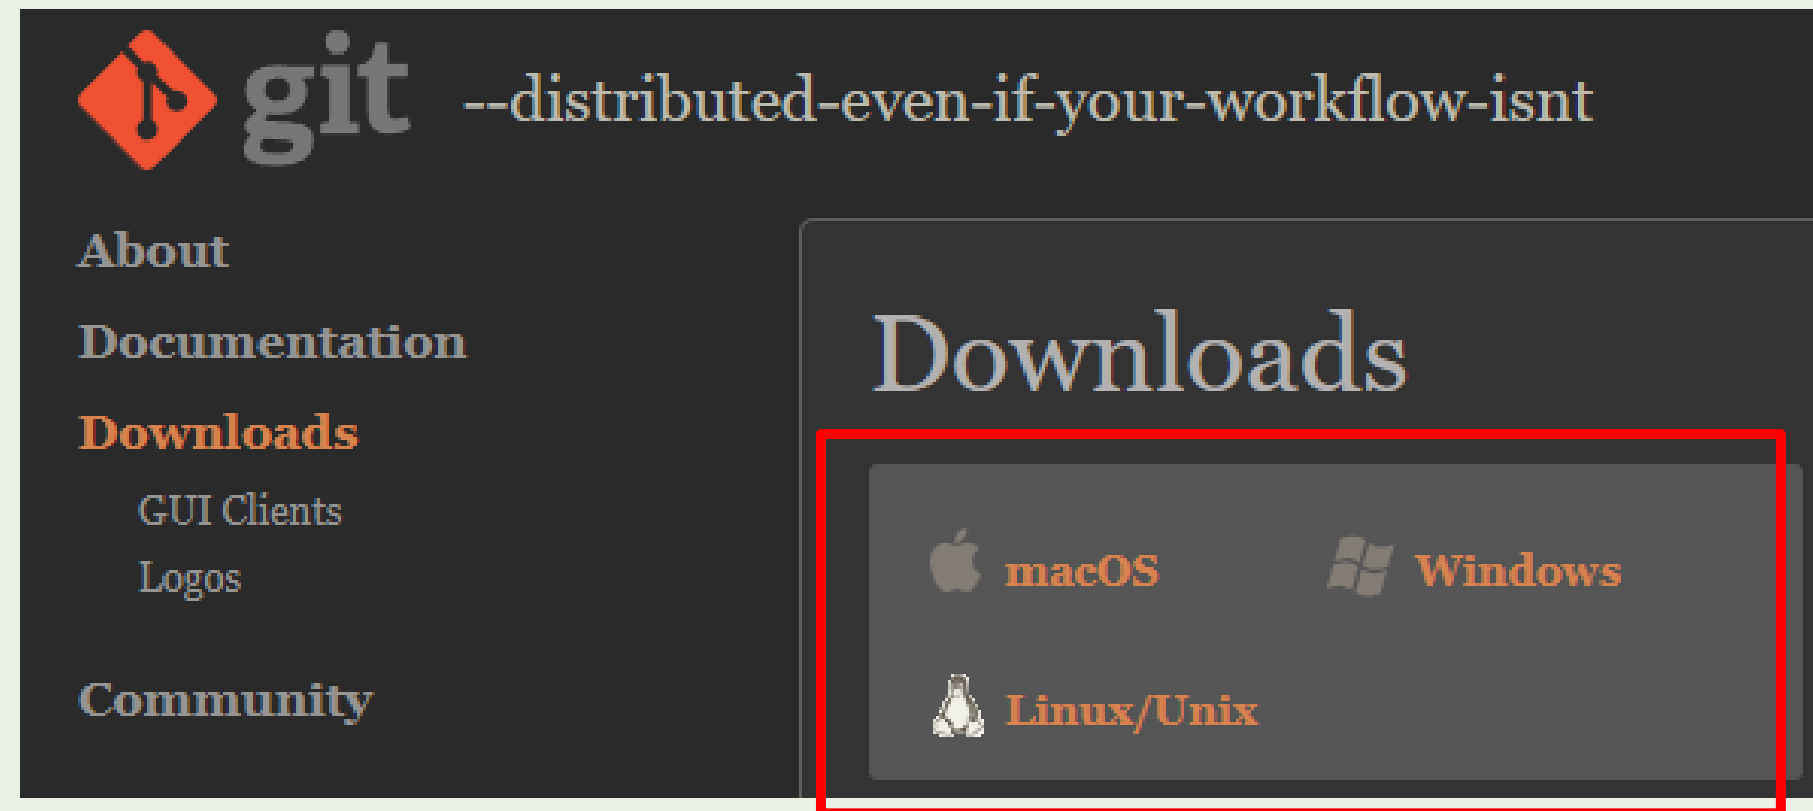 git --distributed-even-if-your-workflow-isnt
About
Documentation
Downloads
GUI Clients
Logos
Community
Downloads
macOS
Windows
Linux/Unix